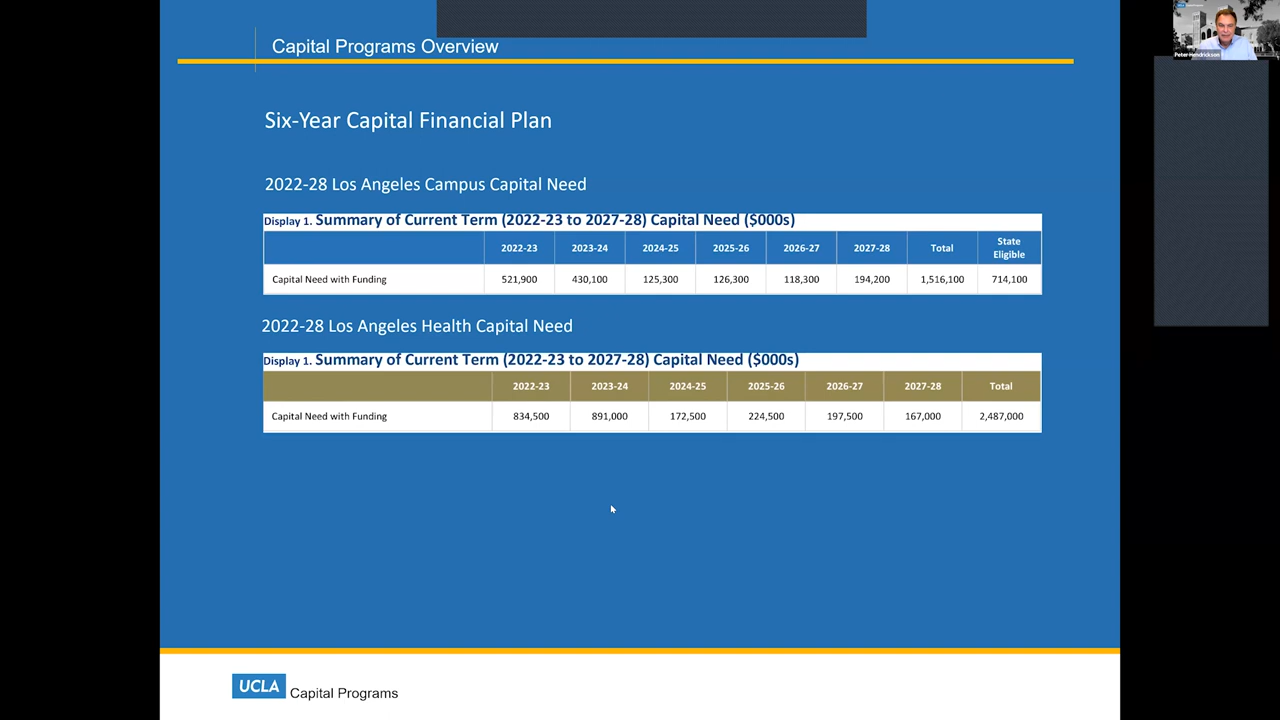 Capital Programs Overview
Six-Year Capital Financial Plan
2022-28 Los Angeles Campus Capital Need
Display 1. Summary of Current Term (2022-23 to 2027-28) Capital Need ($000s)
2022-23 2023-24 2024-25 2025-26 2026-27 2027-28 Total State Eligible
Capital Need with Funding 521,900 430,100 125,300 126,300 118,300 194,200 1,516,100 714,100
2022-28 Los Angeles Health Capital Need
Display 1. Summary of Current Term (2022-23 to 2027-28) Capital Need ($000s)
2022-23 2023-24 2024-25 2025-26 2026-27 2027-28 Total
Capital Need with Funding 834,500 891,000 172,500 224,500 197,500 167,000 2,487,000
UCLA Capital Programs
Peter Hendrickson